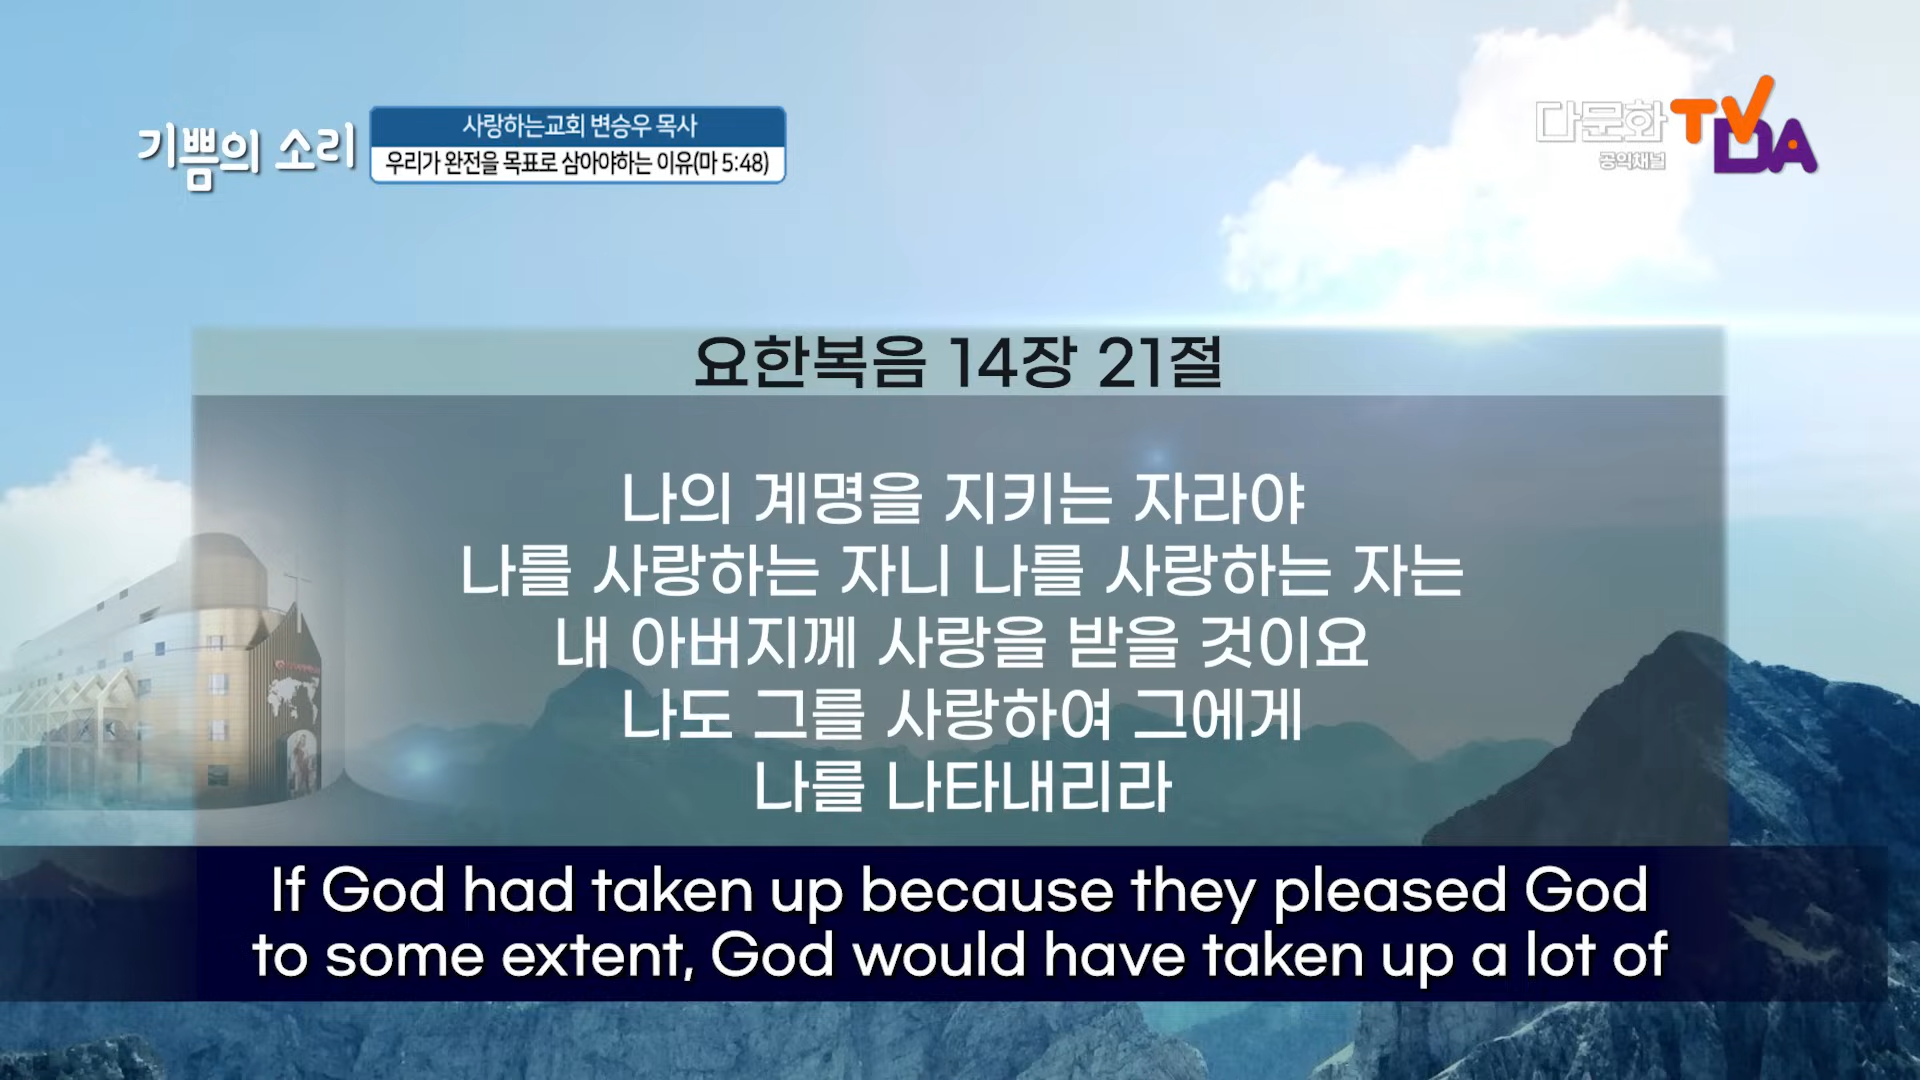 기쁨의 소리
사랑하는교회 변승우 목사
우리가 완전을 목표로 삼아야하는 이유(마 5:48)
다문화 TV
DA
공익채널
요한복음 14장 21절
나의 계명을 지키는 자라야
나를 사랑하는 자니 나를 사랑하는 자는
내 아버지께 사랑을 받을 것이요
나도 그를 사랑하여 그에게
나를 나타내리라
If God had taken up because they pleased God
to some extent, God would have taken up a lot of